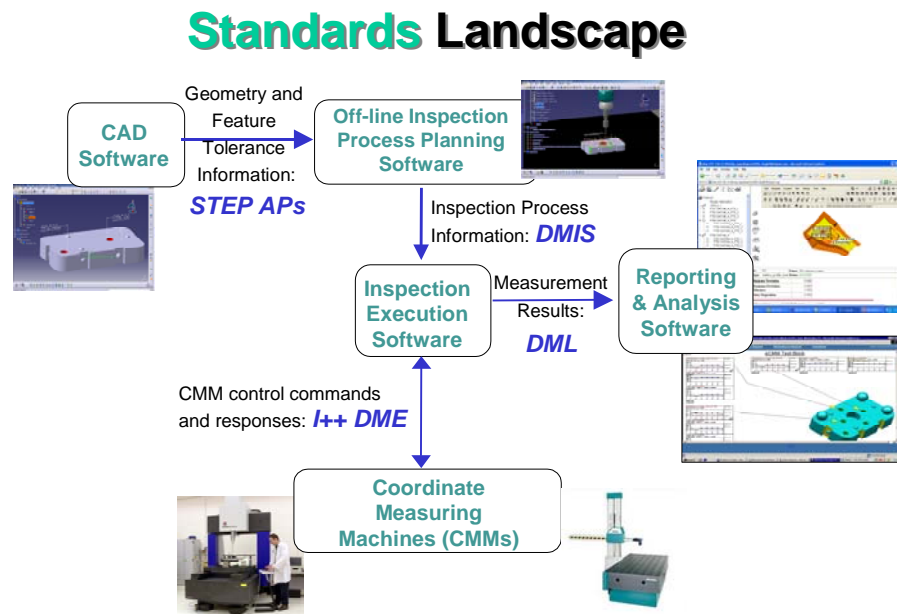 Standards Landscape
Geometry and
Feature
Tolerance
Information:
STEP APs
CAD
Software
Off-line Inspection
Process Planning
Software
Inspection Process
Information: DMIS
Inspection
Execution
Software
Measurement
Results:
DML
Reporting
& Analysis
Software
CMM control commands
and responses: I++ DME
Coordinate
Measuring
Machines (CMMs)